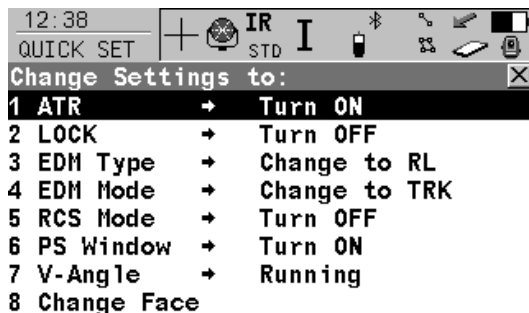 12:38
QUICK SET
IR
STD
I
Change Settings to:
1 ATR → Turn ON
2 LOCK → Turn OFF
3 EDM Type → Change to RL
4 EDM Mode → Change to TRK
5 RCS Mode → Turn OFF
6 PS Window → Turn ON
7 V-Angle → Running
8 Change Face